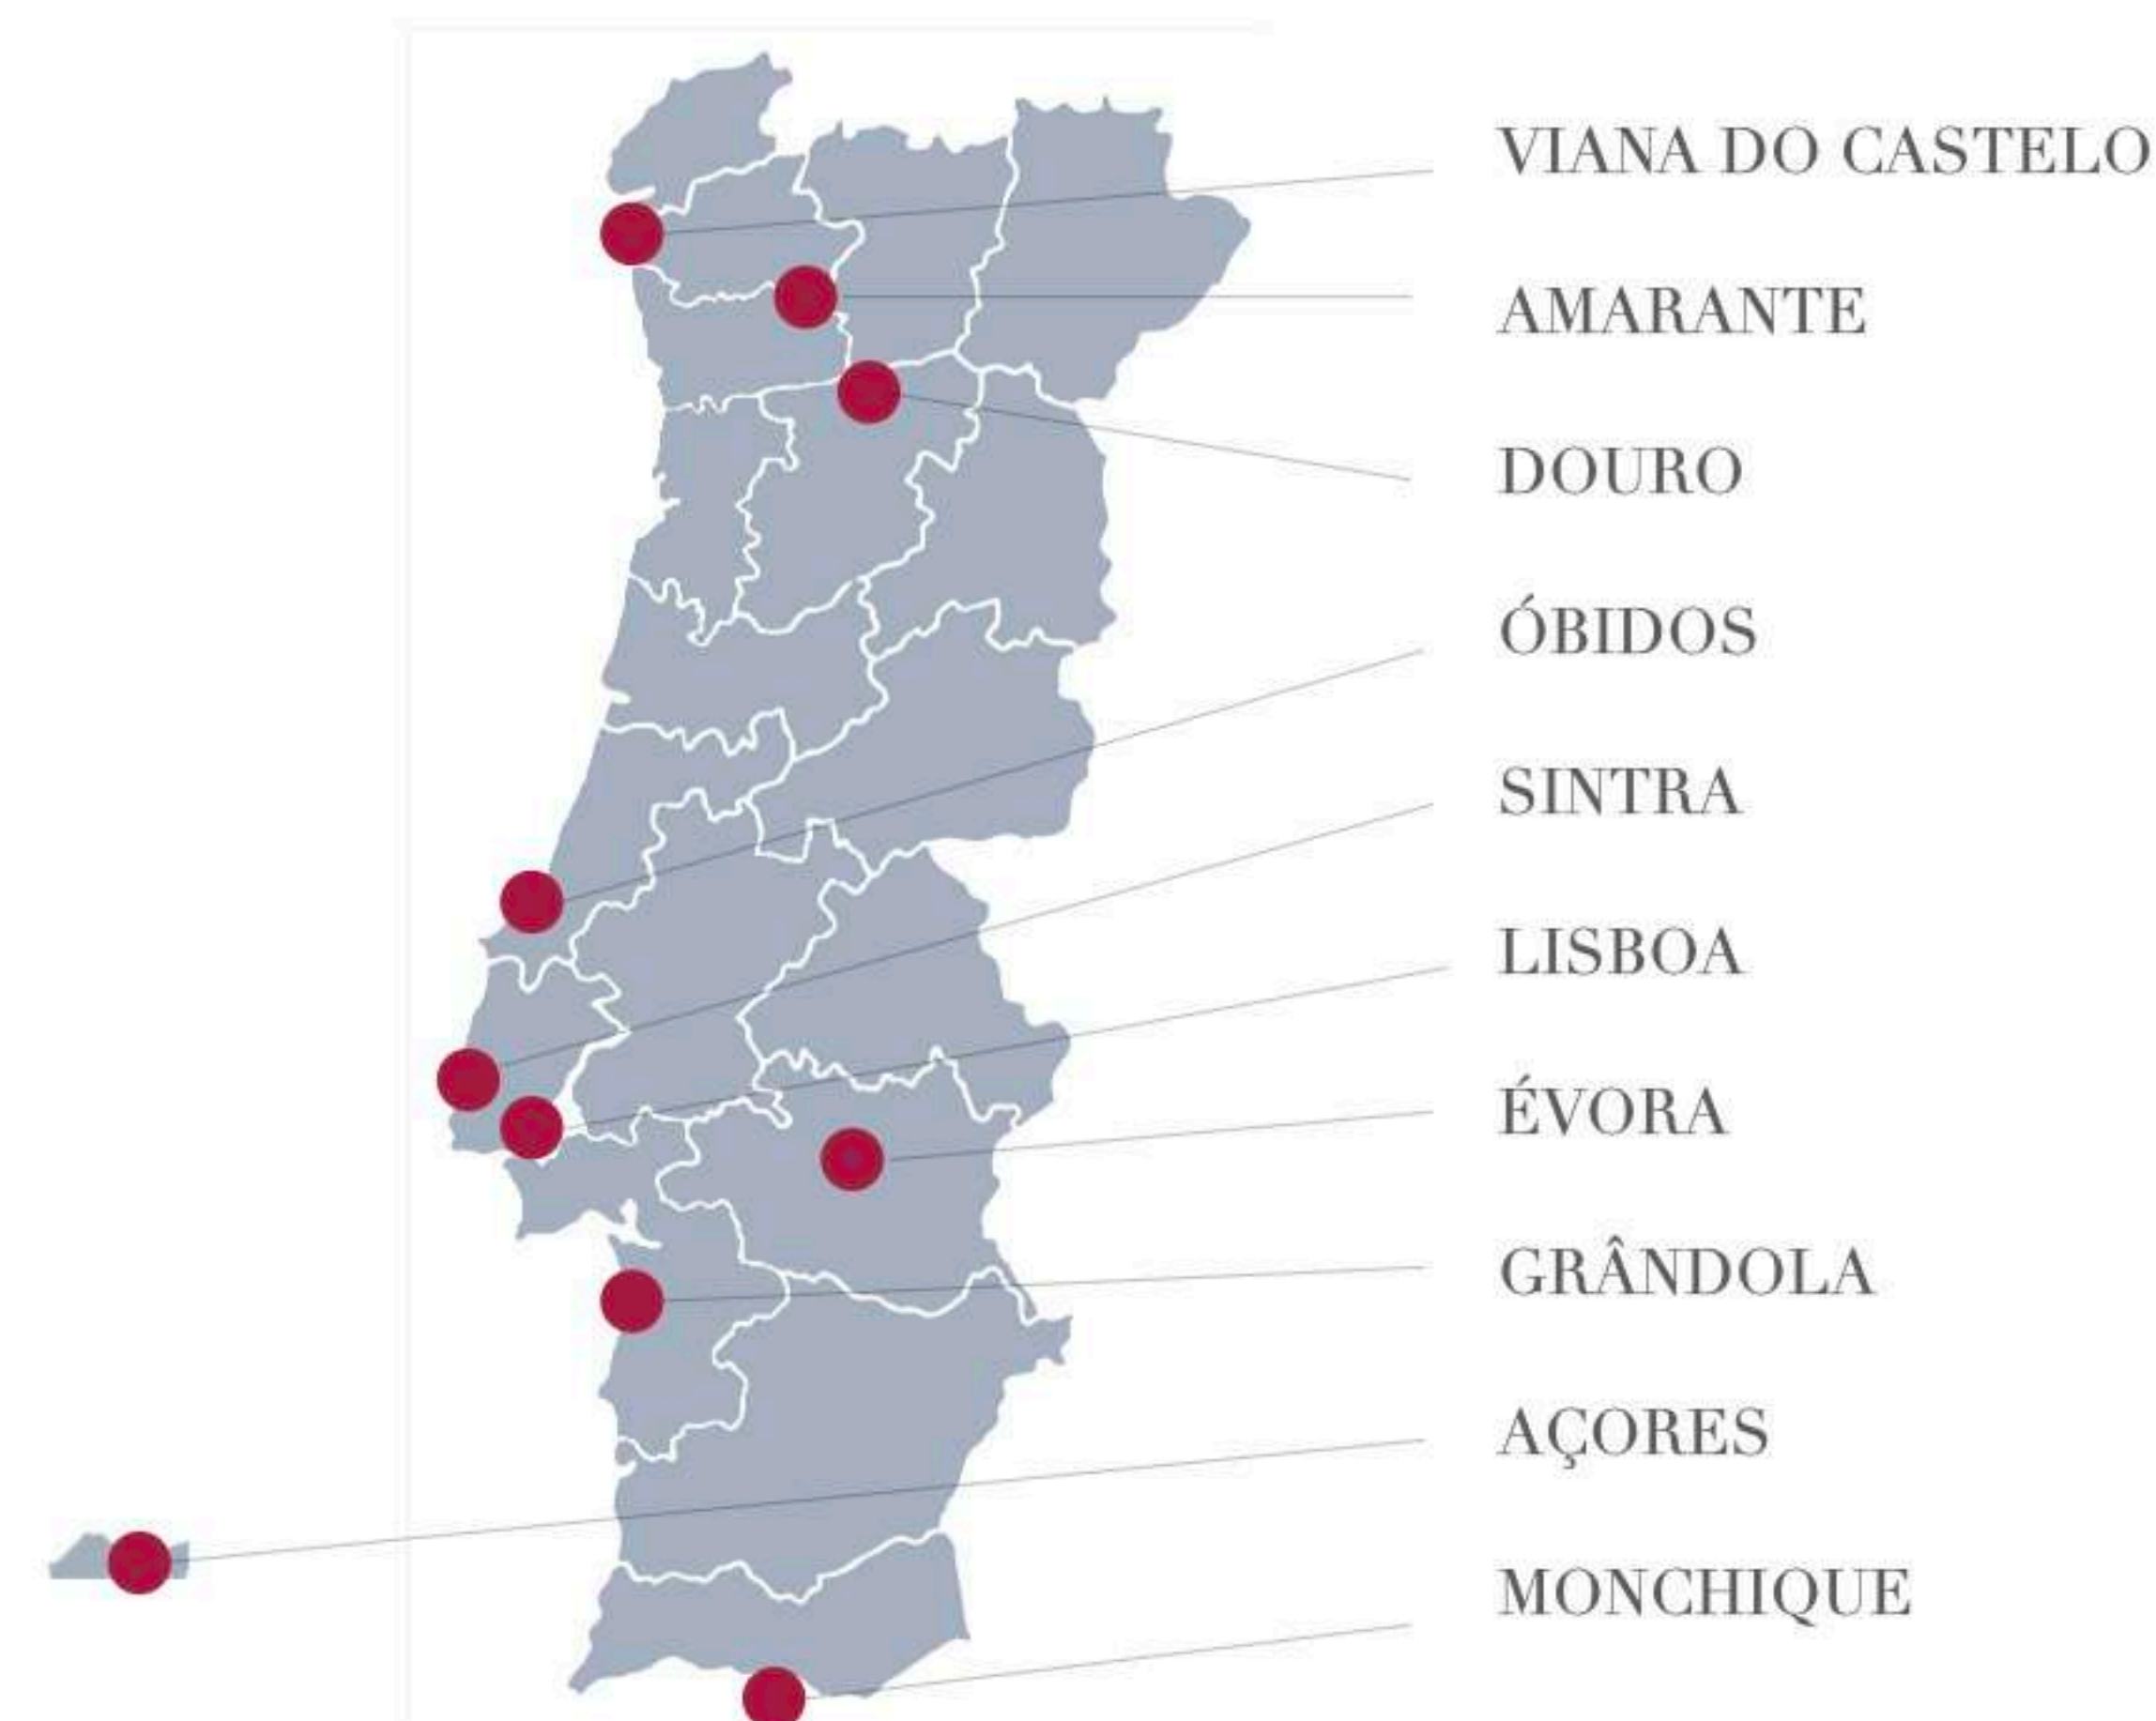 VIANA DO CASTELO
AMARANTE
DOURO
ÓBIDOS
SINTRA
LISBOA
ÉVORA
GRÂNDOLA
AÇORES
MONCHIQUE